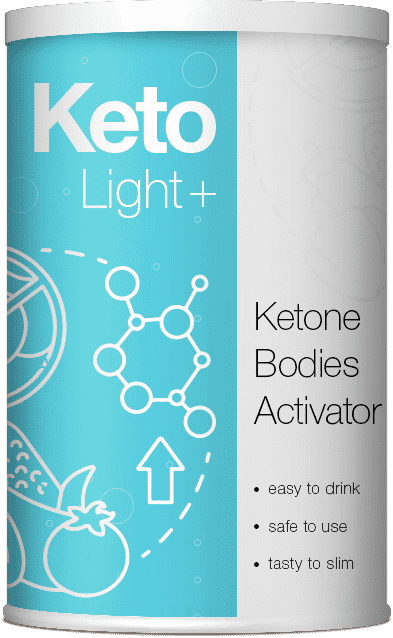 Keto
Light+
Ketone
Bodies
Activator
• easy to drink
• safe to use
• tasty to slim